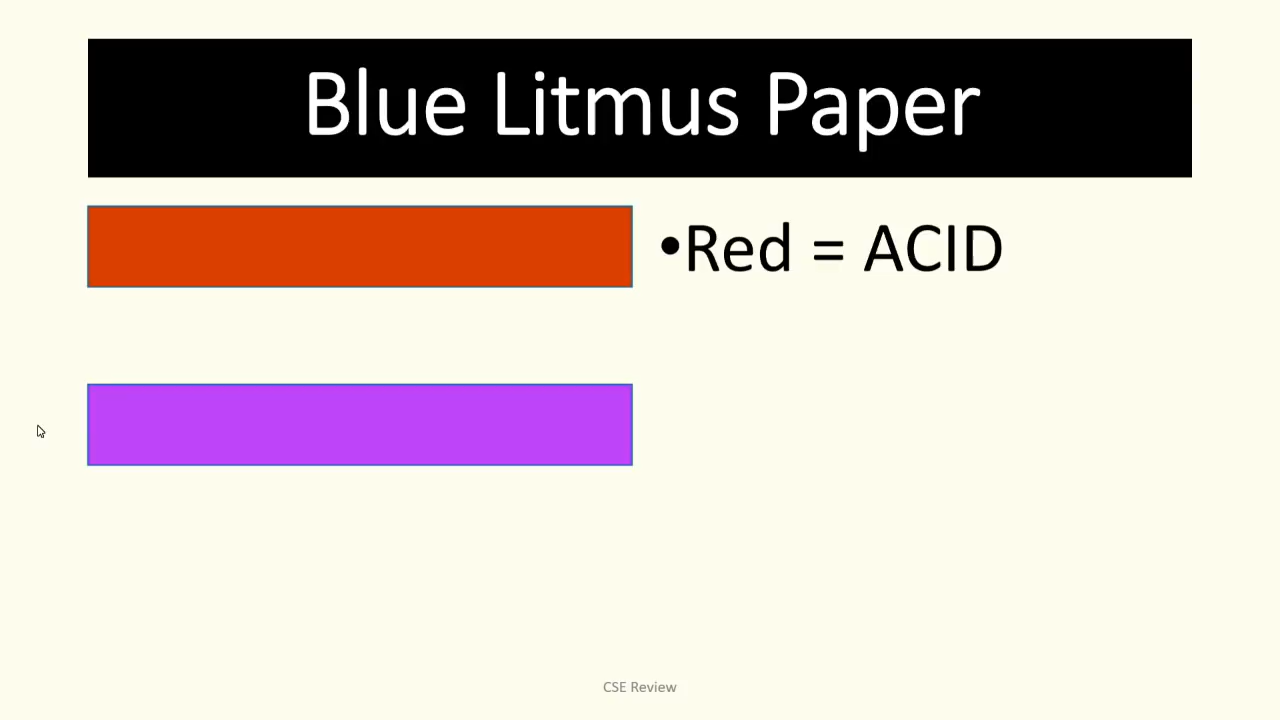 Blue Litmus Paper
•Red = ACID
CSE Review